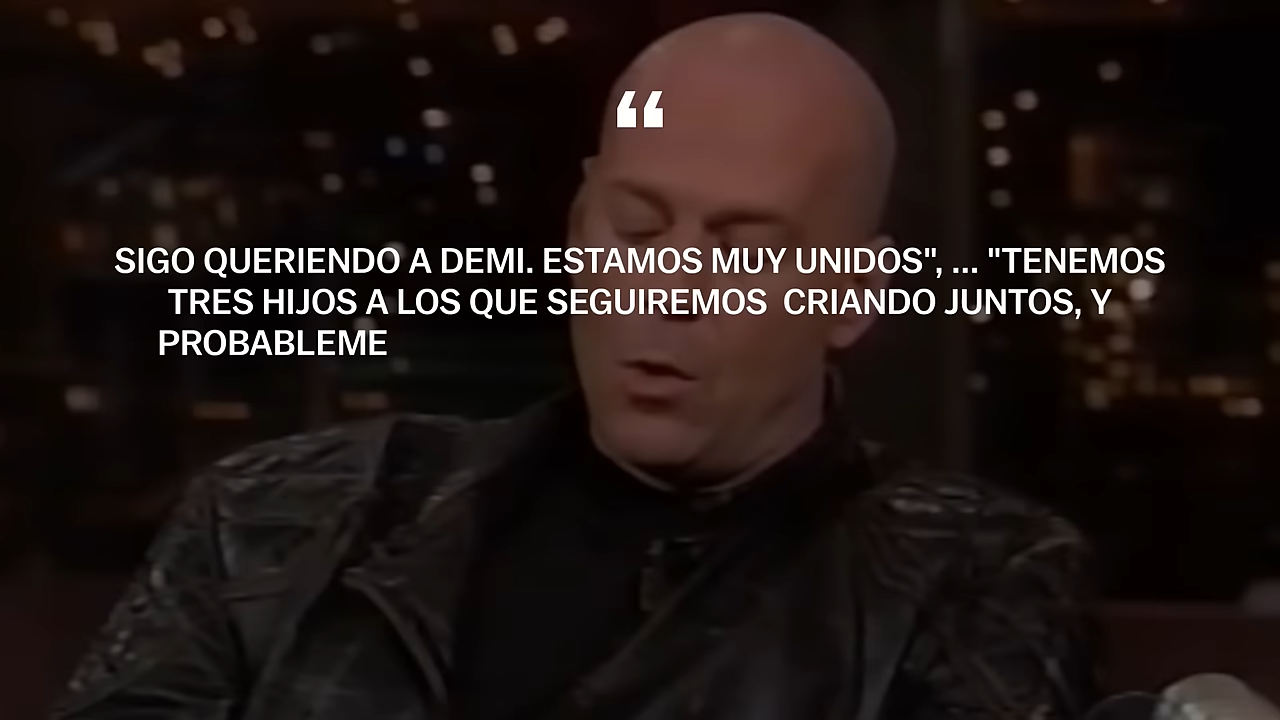 “
SIGO QUERIENDO A DEMI. ESTAMOS MUY UNIDOS", ... "TENEMOS
TRES HIJOS A LOS QUE SEGUIREMOS  CRIANDO JUNTOS, Y
PROBABLEME